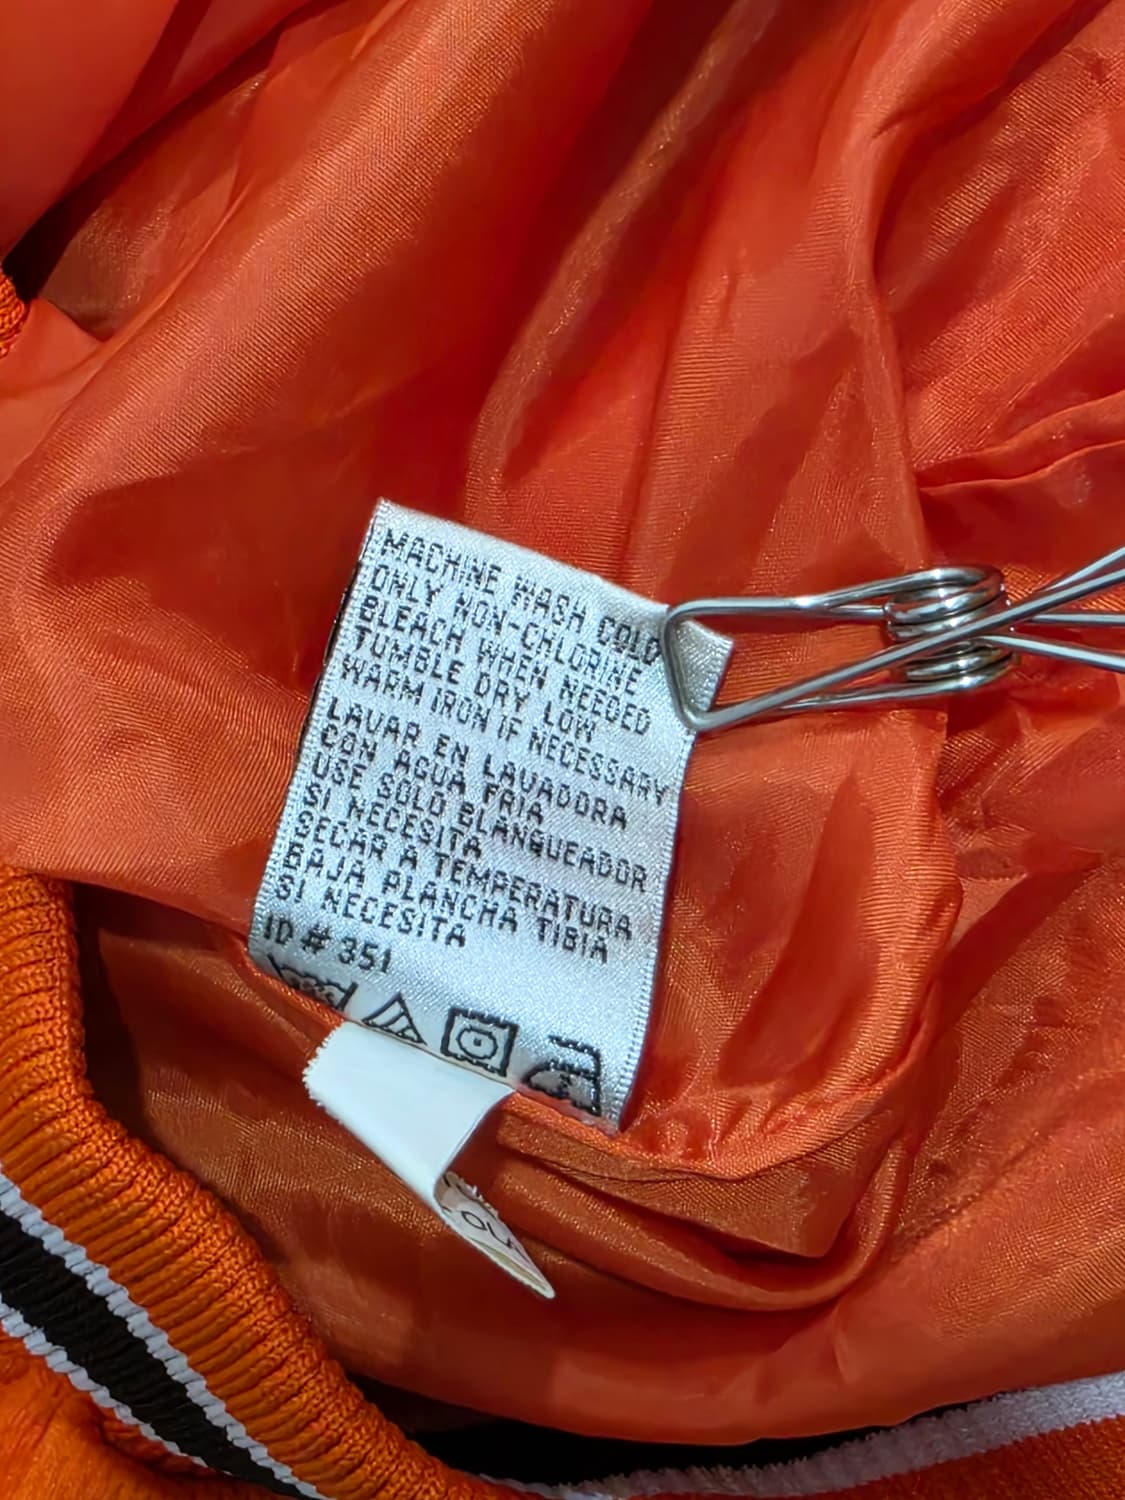 MACHINE WASH COLD
ONLY NON-CHLORINE
BLEACH WHEN NEEDED
TUMBLE DRY LOW
WARM IRON IF NECESSARY
LAVAR EN LAVADORA
CON AGUA FRIA
USE SOLO BLANQUEADOR
SI NECESITA
SECAR A TEMPERATURA
BAJA PLANCHA TIBIA
SI NECESITA
ID # 351